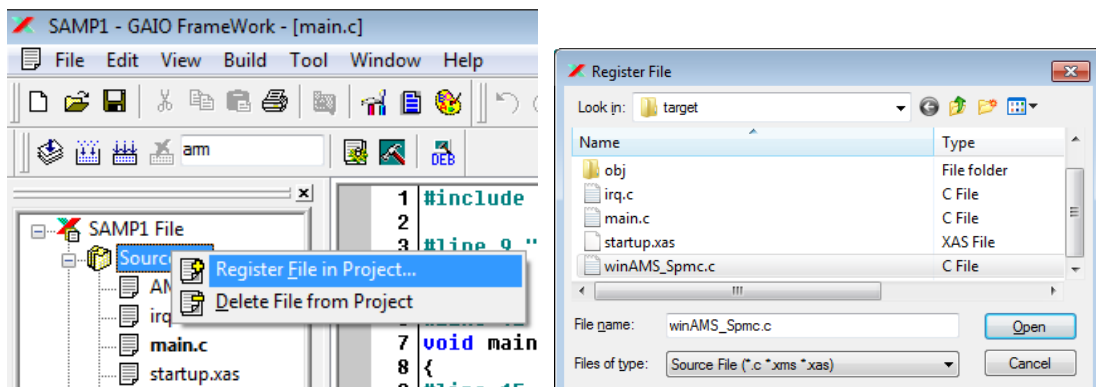 SAMP1 - GAIO FrameWork - [main.c]
File Edit View Build Tool Window Help
arm
SAMP1 File
Sourc
AM
irq
main.c
startup.xas
Register File in Project...
Delete File from Project
1 #include
2
3 #line 9 "
7 void main
8 {
Register File
Look in: target
Name Type
obj File folder
irq.c C File
main.c C File
startup.xas XAS File
winAMS_Spmc.c C File
File name: winAMS_Spmc.c Open
Files of type: Source File (*.c *.xms *.xas) Cancel